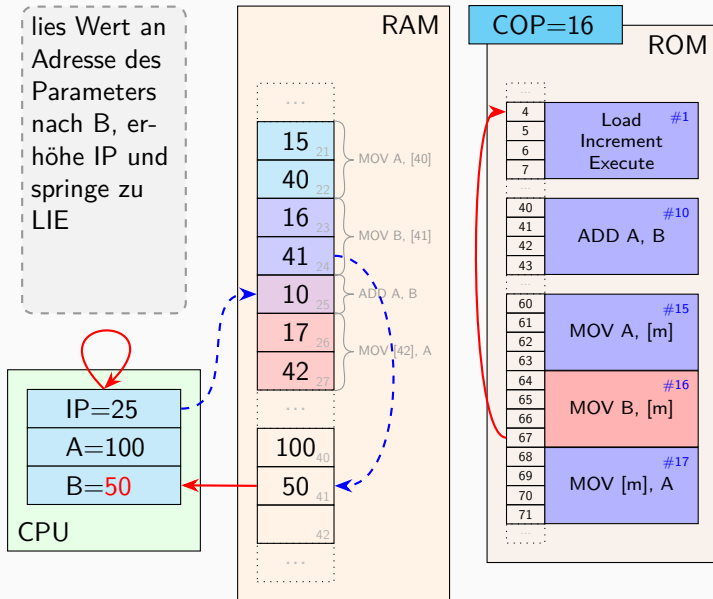 lies Wert an
Adresse des
Parameters
nach B, er-
höhe IP und
springe zu
LIE
IP=25
A=100
B=50
CPU
RAM
...
15 21
40 22
MOV A, [40]
16 23
41 24
MOV B, [41]
10 25
ADD A, B
17 26
42 27
MOV [42], A
...
100 40
50 41
42
...
COP=16
ROM
...
4
5
6
7
#1
Load
Increment
Execute
...
40
41
42
43
#10
ADD A, B
...
60
61
62
63
#15
MOV A, [m]
64
65
66
67
#16
MOV B, [m]
68
69
70
71
#17
MOV [m], A
...